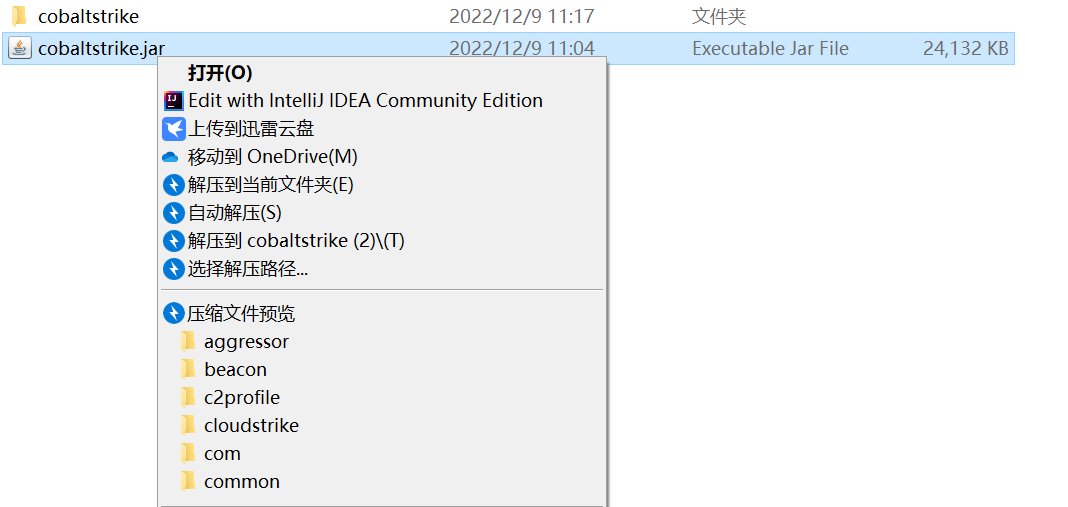 cobaltstrike 2022/12/9 11:17 文件夹
cobaltstrike.jar 2022/12/9 11:04 Executable Jar File 24,132 KB
打开(O)
IJ Edit with IntelliJ IDEA Community Edition
上传到迅雷云盘
移动到 OneDrive(M)
解压到当前文件夹(E)
自动解压(S)
解压到 cobaltstrike (2)\(T)
选择解压路径...
压缩文件预览
aggressor
beacon
c2profile
cloudstrike
com
common